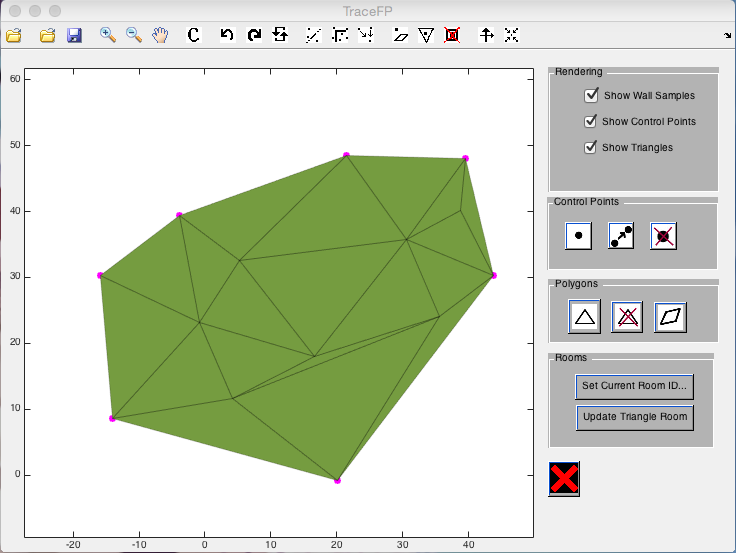 TraceFP
C
60
50
40
30
20
10
0
-20 -10 0 10 20 30 40
Rendering
Show Wall Samples
Show Control Points
Show Triangles
Control Points
Polygons
Rooms
Set Current Room ID...
Update Triangle Room